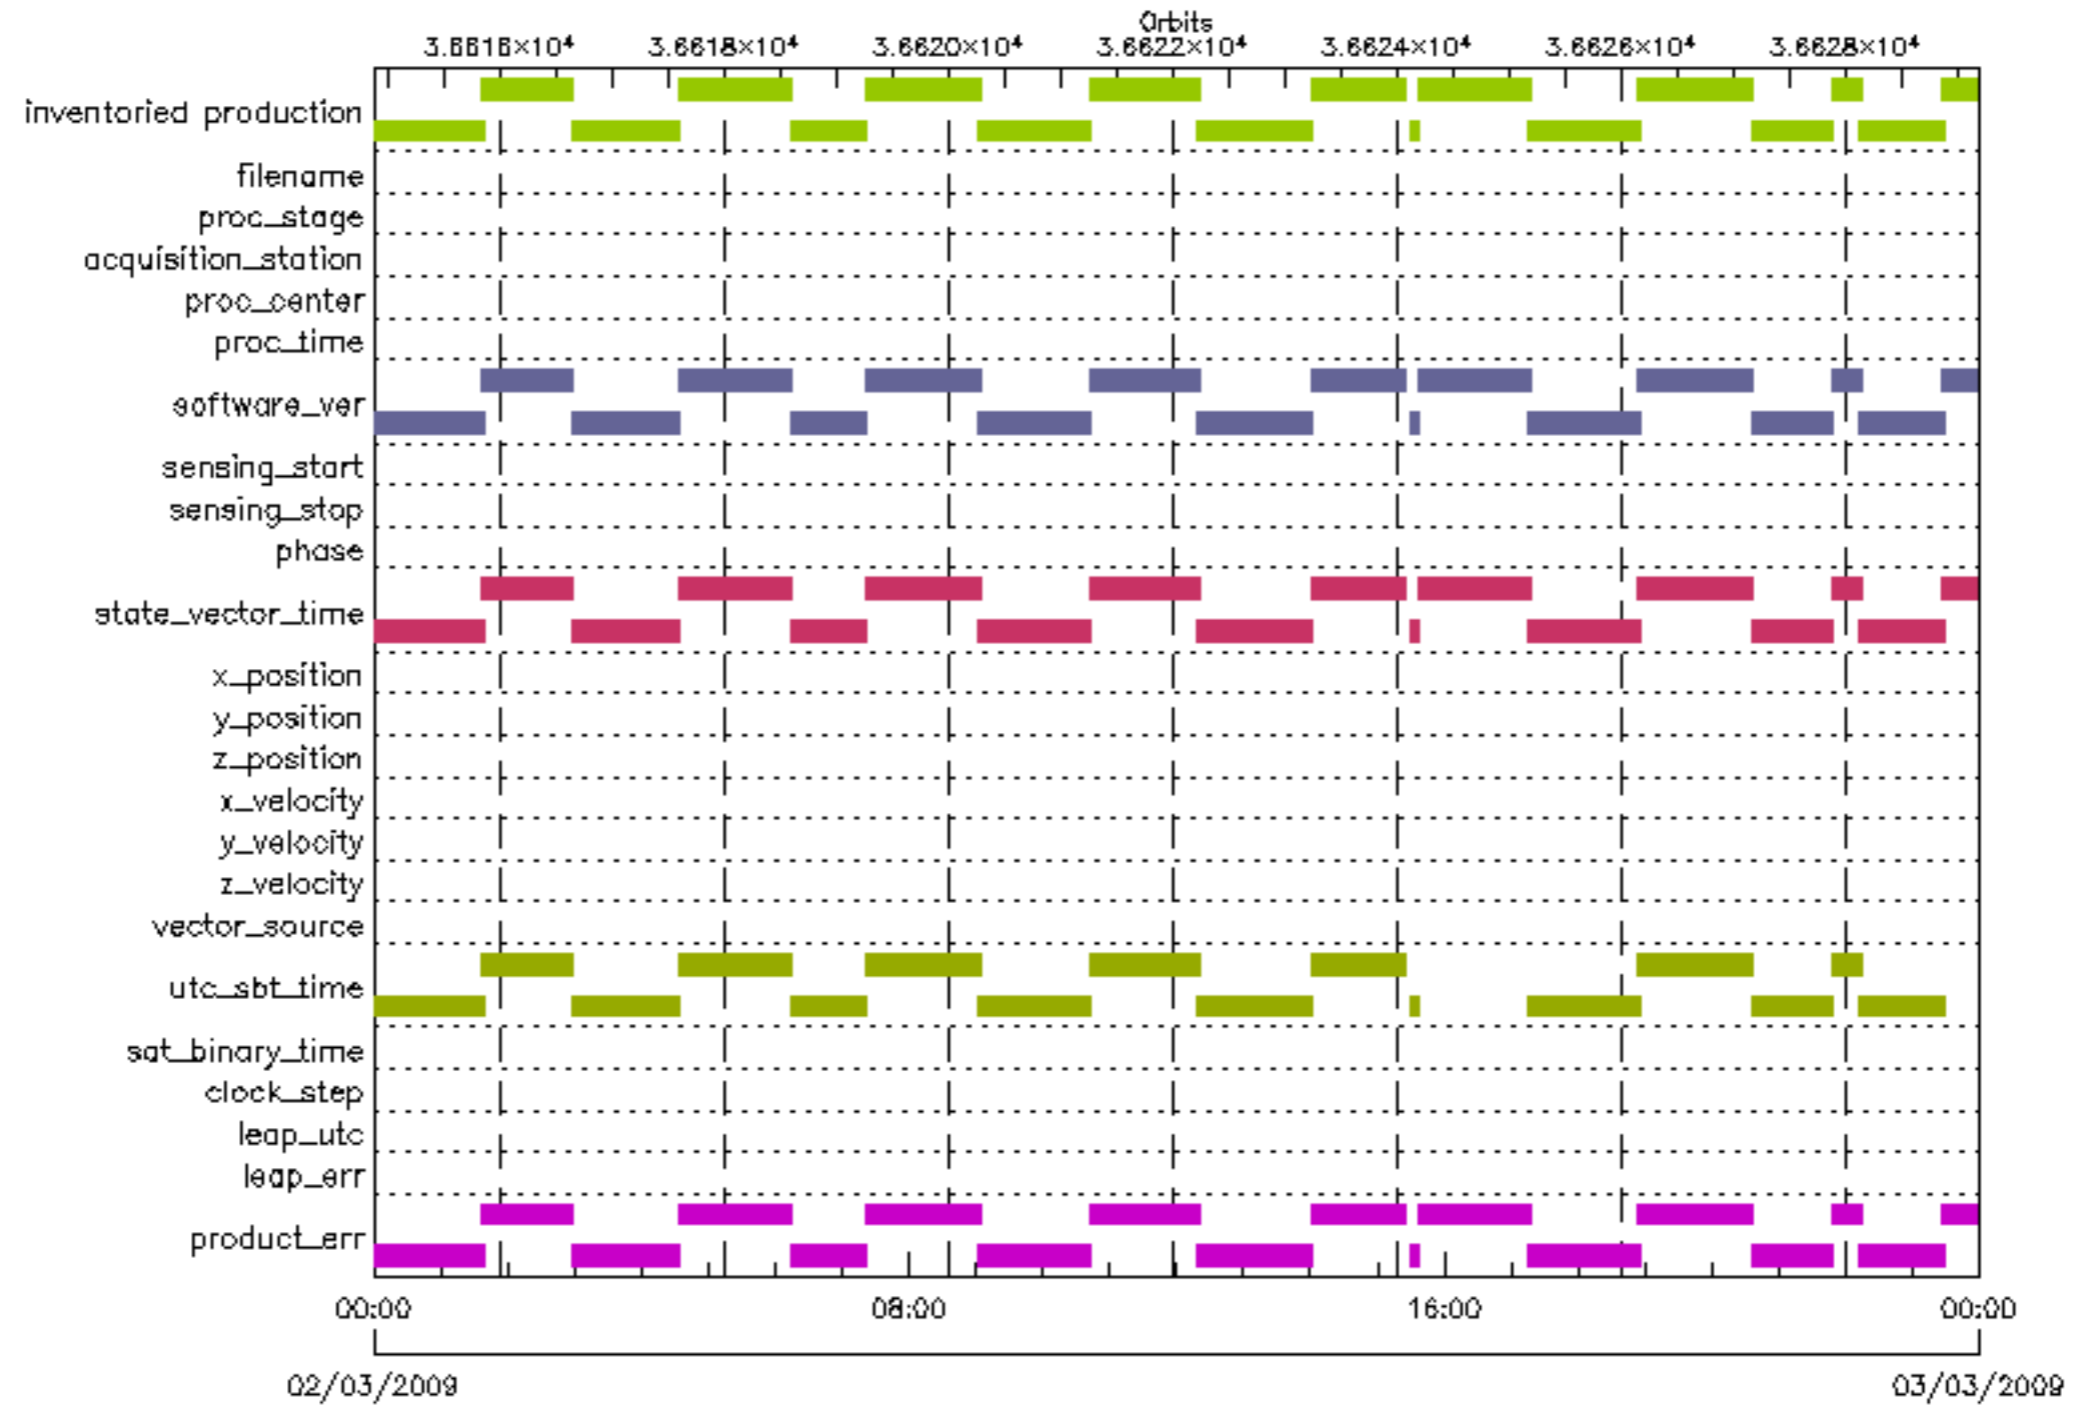 Orbits
3.6616×10⁴ 3.6618×10⁴ 3.6620×10⁴ 3.6622×10⁴ 3.6624×10⁴ 3.6626×10⁴ 3.6628×10⁴
inventoried production
filename
proc_stage
acquisition_station
proc_center
proc_time
software_ver
sensing_start
sensing_stop
phase
state_vector_time
x_position
y_position
z_position
x_velocity
y_velocity
z_velocity
vector_source
utc_sbt_time
sat_binary_time
clock_step
leap_utc
leap_err
product_err
00:00 08:00 16:00 00:00
02/03/2009 03/03/2009